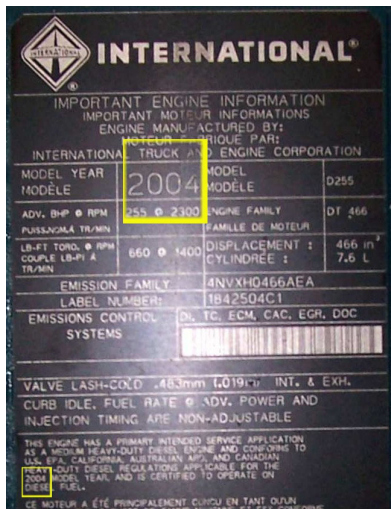 INTERNATIONAL
INTERNATIONAL®
®
IMPORTANT ENGINE INFORMATION
IMPORTANT MOTEUR INFORMATIONS
ENGINE MANUFACTURED BY:
MOTEUR PAR:
INTERNATIONAL TRUCK AND ENGINE CORPORATION
MODEL YEAR 2004 MODEL D255
MODÈLE MODÈLE
ADV. BHP @ RPM 255 @ 2300 ENGINE FAMILY DT 466
PUISS.NOM.À TR/MIN FAMILLE DE MOTEUR
LB-FT TORQ. @ RPM 660 @ 1400 DISPLACEMENT : 466 in³
COUPLE LB-PI À CYLINDRÉE : 7.6 L
TR/MIN
EMISSION FAMILY 4NVXH0466AEA
LABEL NUMBER: 1842504C1
EMISSIONS CONTROL DI, TC, ECM, CAC, EGR, DOC
SYSTEMS
VALVE LASH-COLD .483mm (.019in) INT. & EXH.
CURB IDLE, FUEL RATE @ ADV. POWER AND
INJECTION TIMING ARE NON-ADJUSTABLE
THIS ENGINE HAS A PRIMARY INTENDED SERVICE APPLICATION
AS A MEDIUM HEAVY-DUTY DIESEL ENGINE AND CONFORMS TO
U.S. EPA, CALIFORNIA, AUSTRALIAN ADR, AND CANADIAN
HEAVY-DUTY DIESEL REGULATIONS APPLICABLE FOR THE
2004 MODEL YEAR, AND IS CERTIFIED TO OPERATE ON
DIESEL FUEL.
CE MOTEUR A ÉTÉ PRINCIPALEMENT CONÇU EN TANT QU'UN